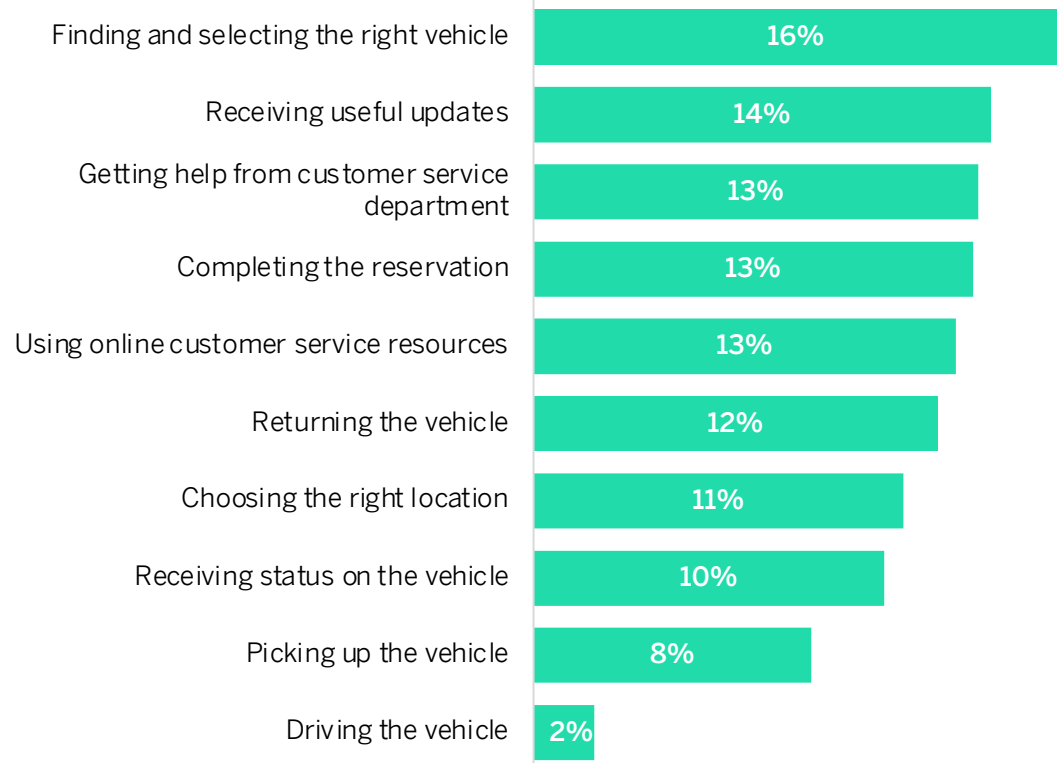 Finding and selecting the right vehicle 16%
Receiving useful updates 14%
Getting help from customer service
department 13%
Completing the reservation 13%
Using online customer service resources 13%
Returning the vehicle 12%
Choosing the right location 11%
Receiving status on the vehicle 10%
Picking up the vehicle 8%
Driving the vehicle 2%